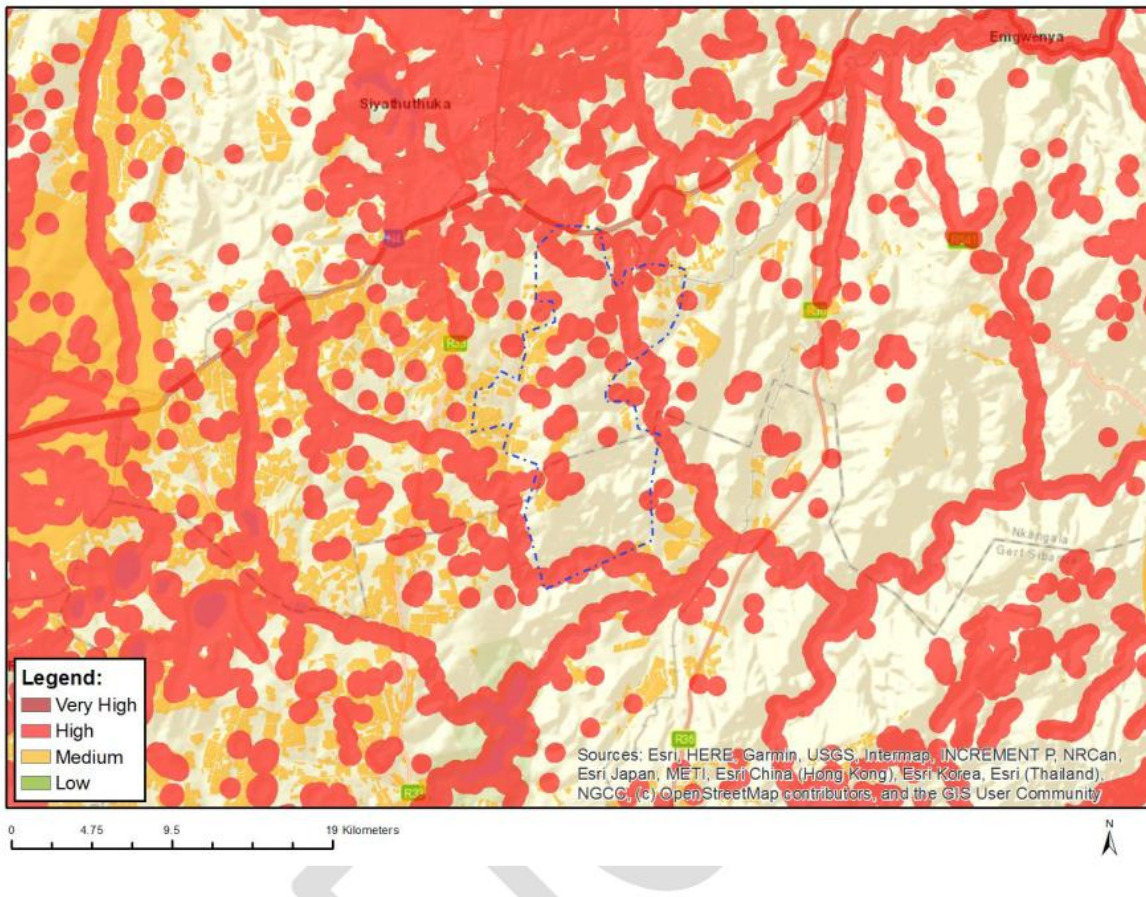 Emgwenya
Siyathuthuka
R33
R36
R541
Nkangala
Gert Sibande
R36
R33
Legend:
Very High
High
Medium
Low
Sources: Esri, HERE, Garmin, USGS, Intermap, INCREMENT P, NRCan,
Esri Japan, METI, Esri China (Hong Kong), Esri Korea, Esri (Thailand),
NGCC, (c) OpenStreetMap contributors, and the GIS User Community
0 4.75 9.5 19 Kilometers
N